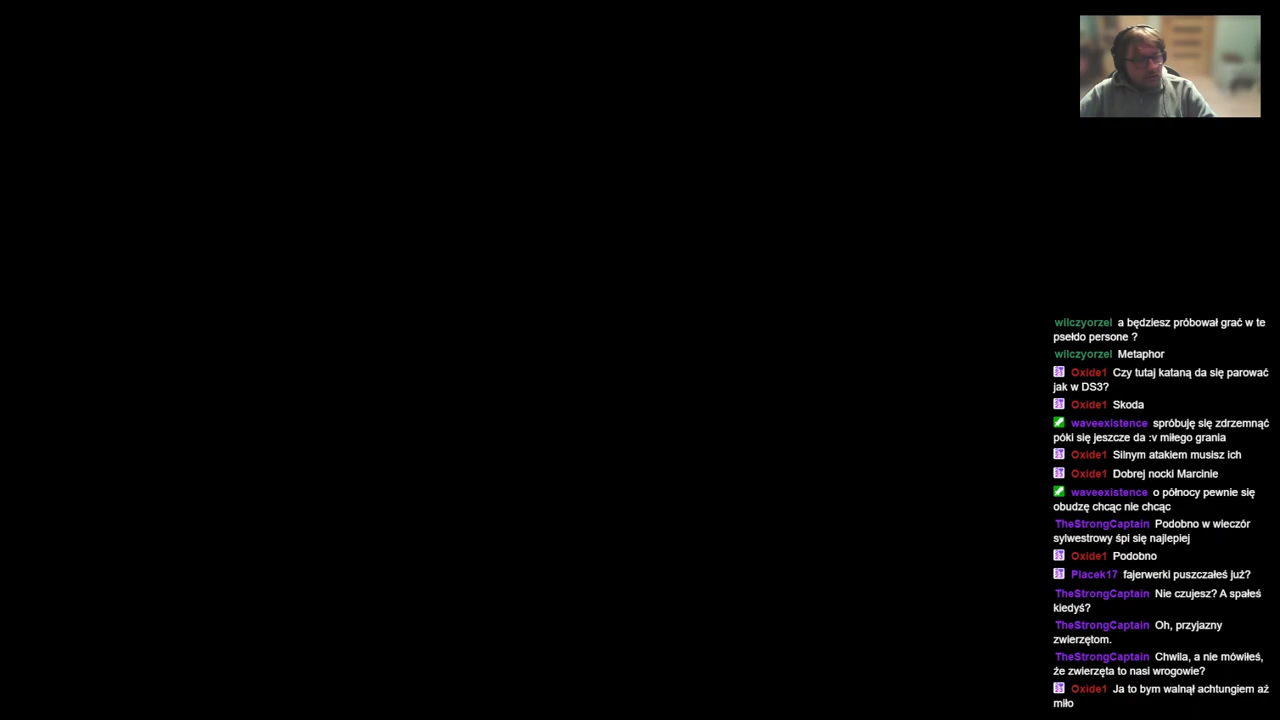 wilczyorzel a będziesz próbował grać w te
psełdo persone ?
wilczyorzel Metaphor
Oxide1 Czy tutaj kataną da się parować
jak w DS3?
Oxide1 Skoda
waveexistence spróbuję się zdrzemnąć
póki się jeszcze da :v miłego grania
Oxide1 Silnym atakiem musisz ich
Oxide1 Dobrej nocki Marcinie
waveexistence o północy pewnie się
obudzę chcąc nie chcąc
TheStrongCaptain Podobno w wieczór
sylwestrowy śpi się najlepiej
Oxide1 Podobno
Placek17 fajerwerki puszczałeś już?
TheStrongCaptain Nie czujesz? A spałeś
kiedyś?
TheStrongCaptain Oh, przyjazny
zwierzętom.
TheStrongCaptain Chwila, a nie mówiłeś,
że zwierzęta to nasi wrogowie?
Oxide1 Ja to bym walnął achtungiem aż
miło